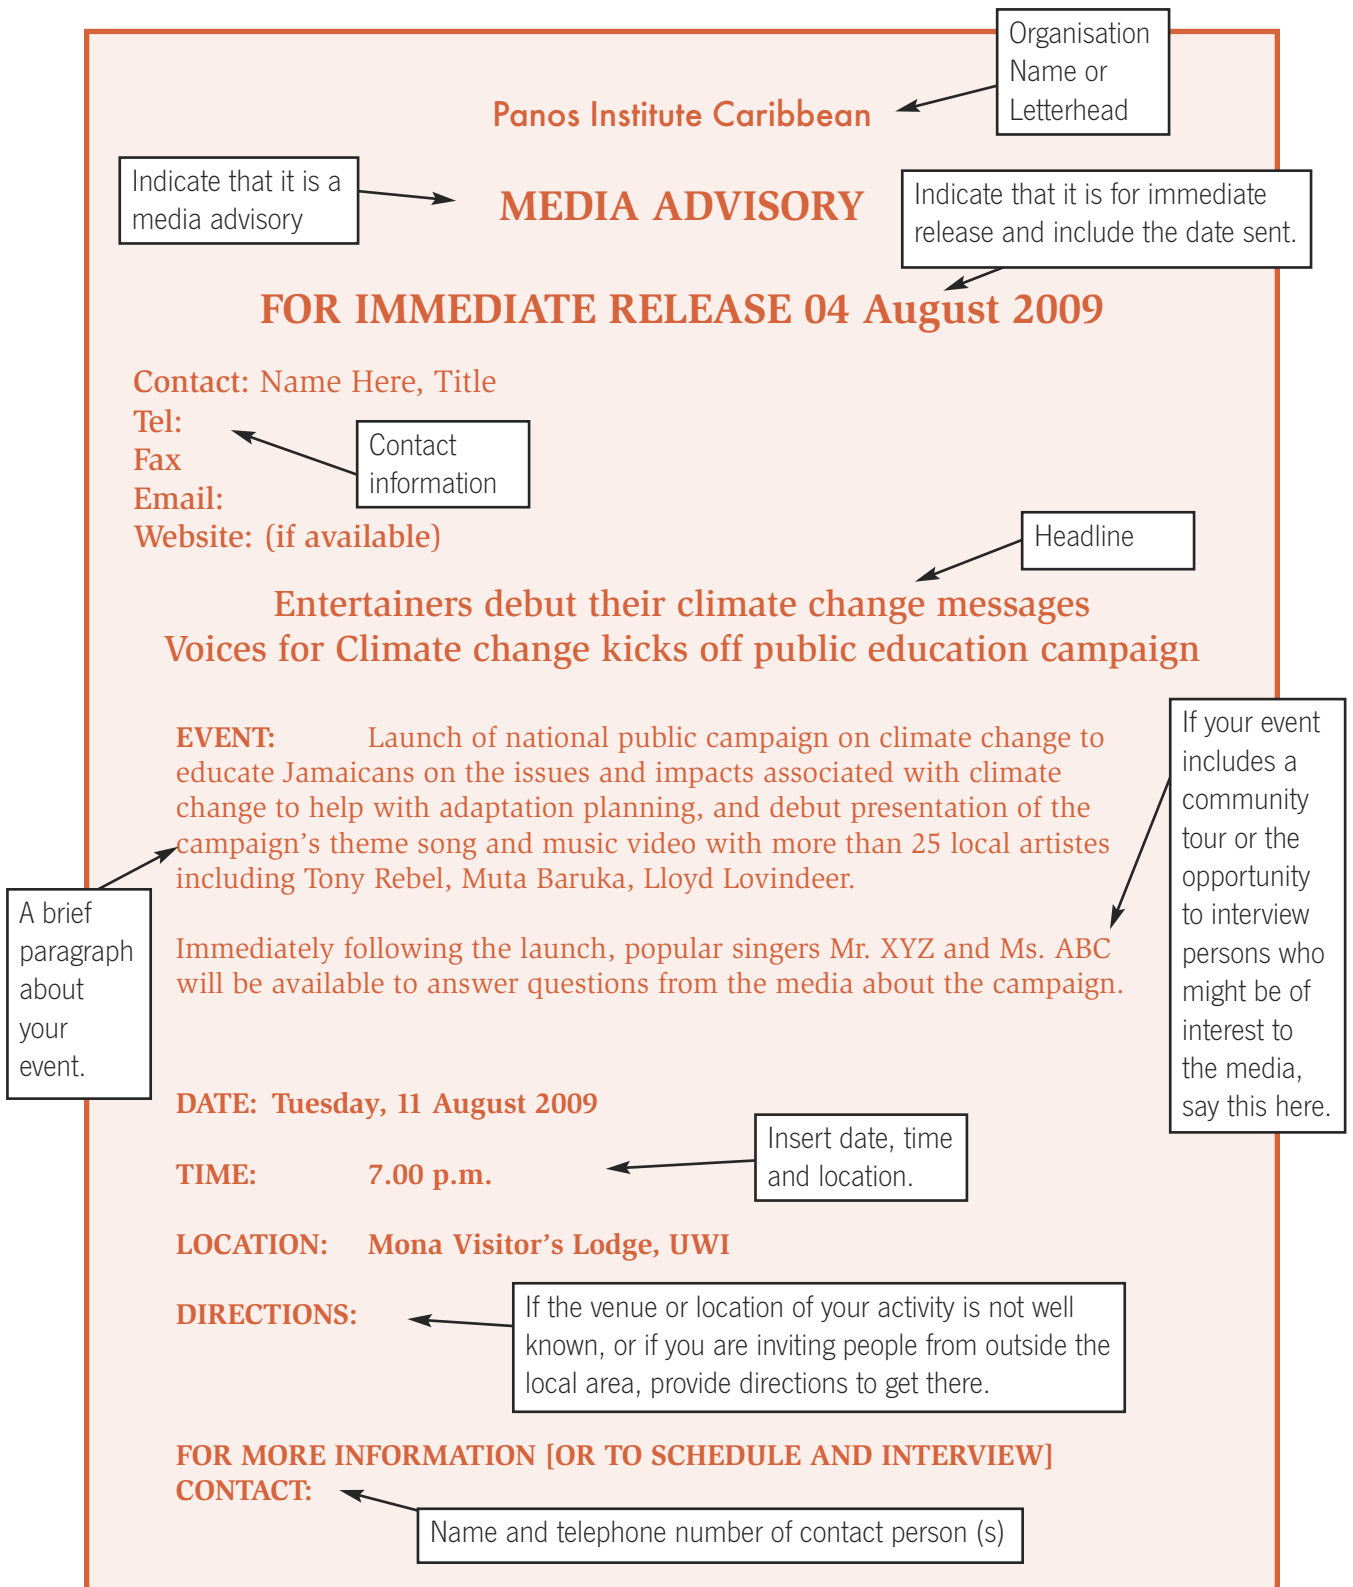 Organisation
Name or
Letterhead
Panos Institute Caribbean
Indicate that it is a
media advisory
MEDIA ADVISORY
Indicate that it is for immediate
release and include the date sent.
FOR IMMEDIATE RELEASE 04 August 2009
Contact: Name Here, Title
Tel:
Fax
Email:
Website: (if available)
Contact
information
Headline
Entertainers debut their climate change messages
Voices for Climate change kicks off public education campaign
EVENT: Launch of national public campaign on climate change to
educate Jamaicans on the issues and impacts associated with climate
change to help with adaptation planning, and debut presentation of the
campaign's theme song and music video with more than 25 local artistes
including Tony Rebel, Muta Baruka, Lloyd Lovindeer.
If your event
includes a
community
tour or the
opportunity
to interview
persons who
might be of
interest to
the media,
say this here.
A brief
paragraph
about
your
event.
Immediately following the launch, popular singers Mr. XYZ and Ms. ABC
will be available to answer questions from the media about the campaign.
DATE: Tuesday, 11 August 2009
TIME: 7.00 p.m.
Insert date, time
and location.
LOCATION: Mona Visitor's Lodge, UWI
DIRECTIONS:
If the venue or location of your activity is not well
known, or if you are inviting people from outside the
local area, provide directions to get there.
FOR MORE INFORMATION [OR TO SCHEDULE AND INTERVIEW]
CONTACT:
Name and telephone number of contact person (s)